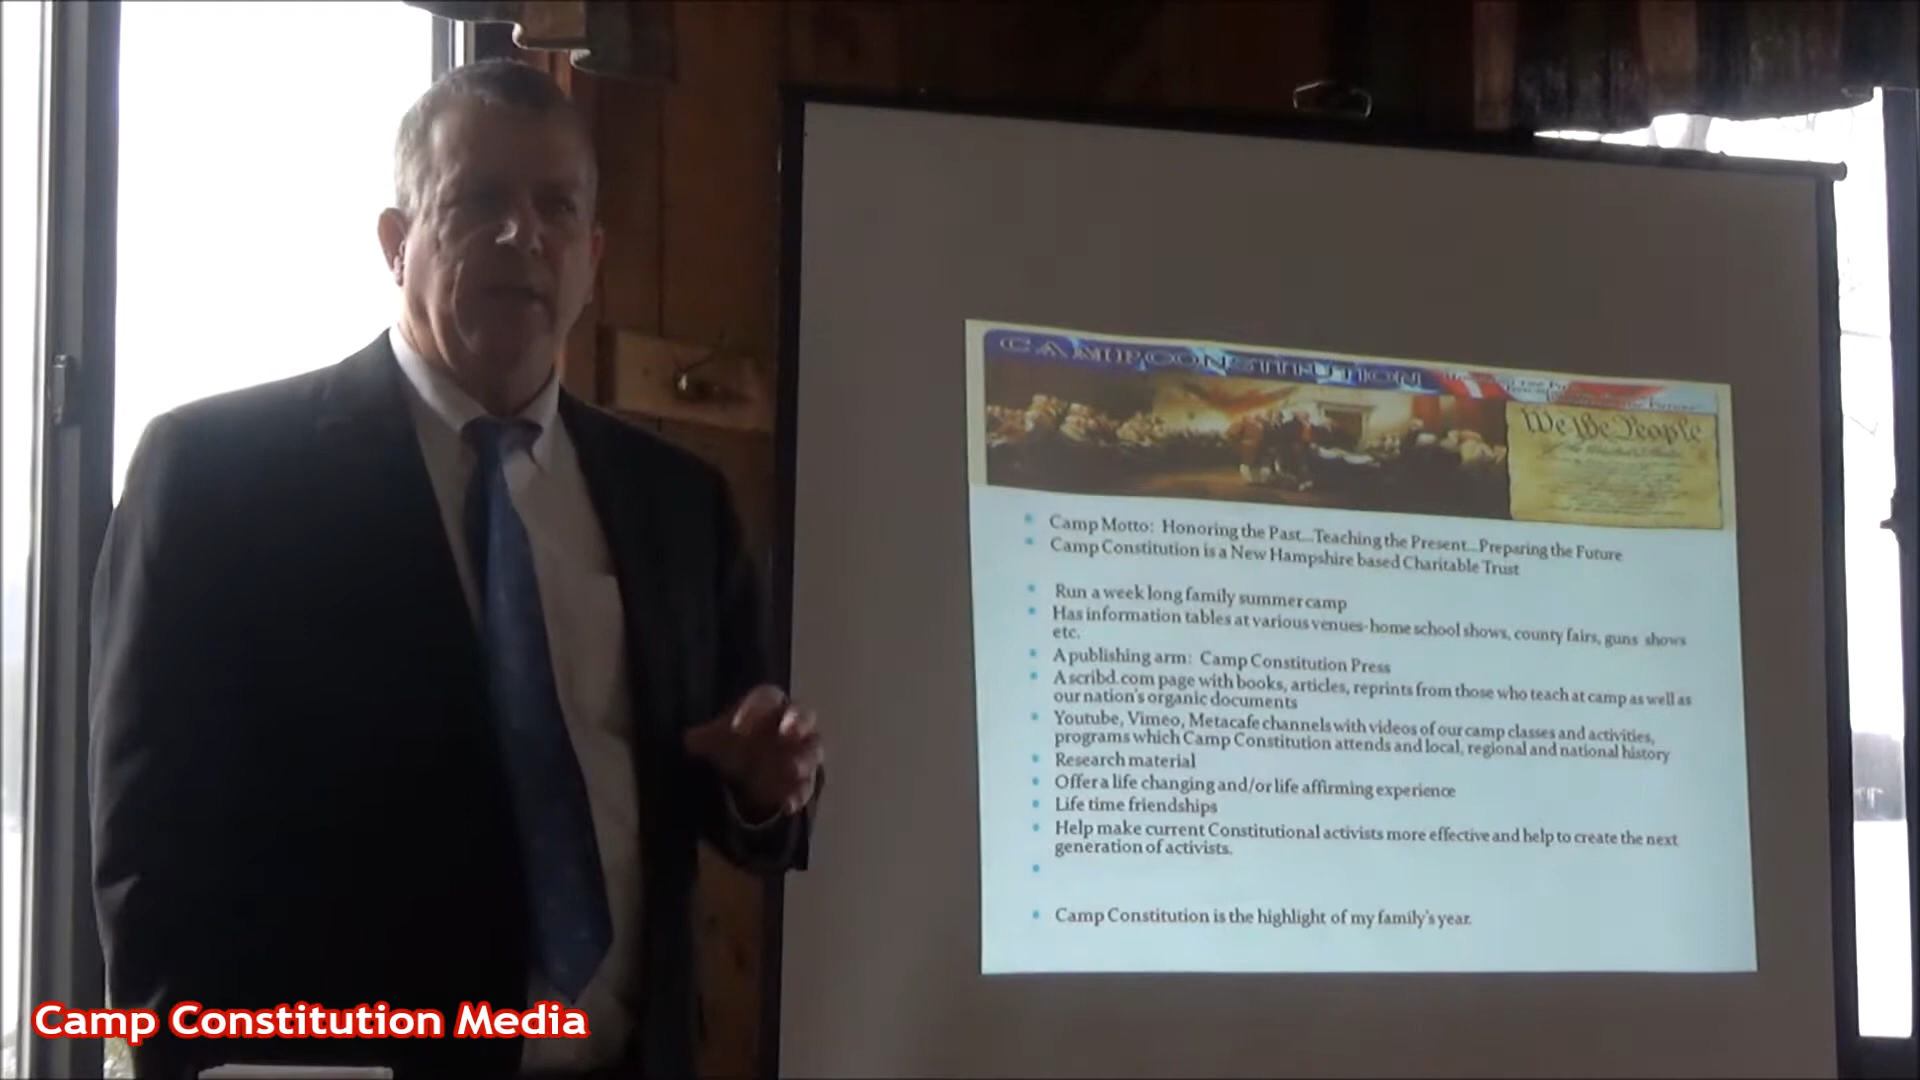 CAMP CONSTITUTION
We the People
Camp Motto: Honoring the Past...Teaching the Present...Preparing the Future
Camp Constitution is a New Hampshire based Charitable Trust
Run a week long family summer camp
Has information tables at various venues-home school shows, county fairs, guns shows
etc.
A publishing arm: Camp Constitution Press
A scribd.com page with books, articles, reprints from those who teach at camp as well as
our nation's organic documents
Youtube, Vimeo, Metacafe channels with videos of our camp classes and activities,
programs which Camp Constitution attends and local, regional and national history
Research material
Offer a life changing and/or life affirming experience
Life time friendships
Help make current Constitutional activists more effective and help to create the next
generation of activists.
Camp Constitution is the highlight of my family's year.
Camp Constitution Media